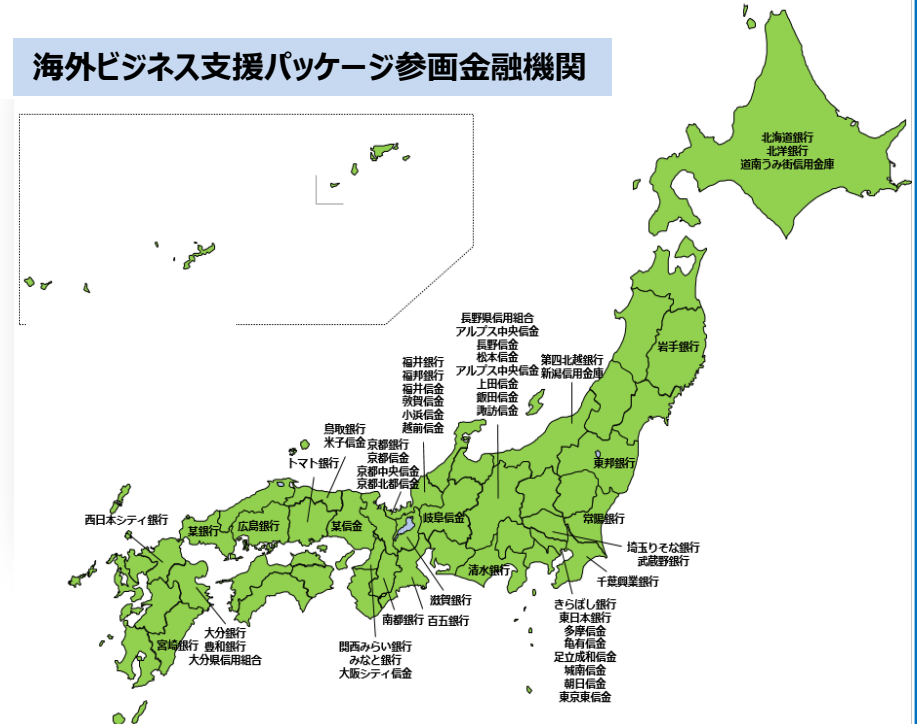 海外ビジネス支援パッケージ参画金融機関
北海道銀行
北洋銀行
道南うみ街信用金庫
岩手銀行
長野県信用組合
アルプス中央信金
長野信金
松本信金
アルプス中央信金
上田信金
飯田信金
諏訪信金
第四北越銀行
新潟信用金庫
福井銀行
福邦銀行
福井信金
敦賀信金
小浜信金
越前信金
鳥取銀行
米子信金
京都銀行
京都信金
京都中央信金
京都北都信金
トマト銀行
東邦銀行
西日本シティ銀行
某銀行
広島銀行
某信金
岐阜信金
常陽銀行
埼玉りそな銀行
武蔵野銀行
清水銀行
千葉興業銀行
滋賀銀行
きらぼし銀行
東日本銀行
多摩信金
亀有信金
足立成和信金
城南信金
朝日信金
東京東信金
南都銀行
百五銀行
大分銀行
豊和銀行
大分県信用組合
宮崎銀行
関西みらい銀行
みなと銀行
大阪シティ信金